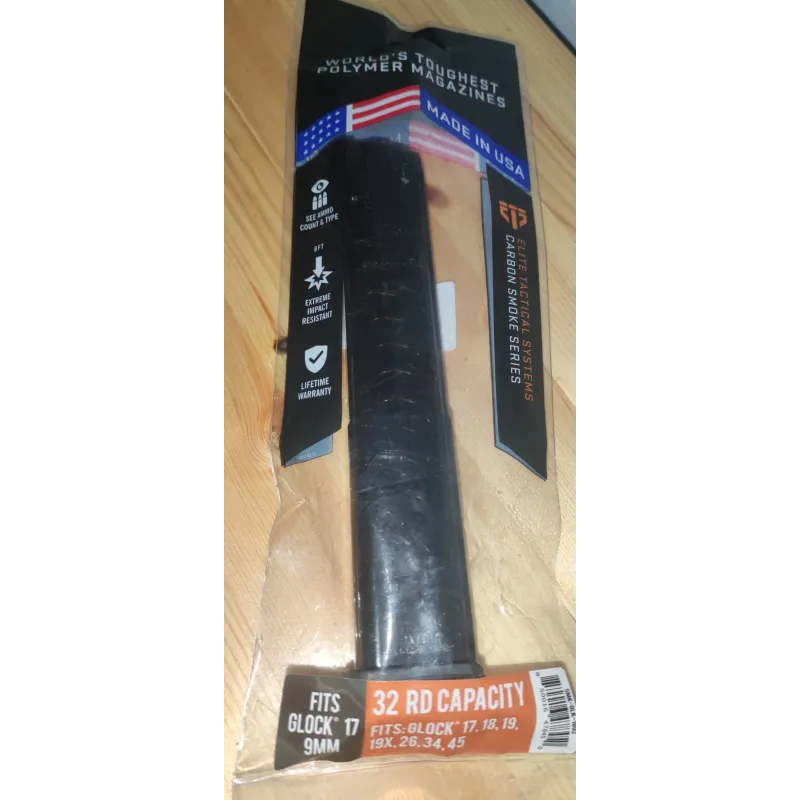 WORLD'S TOUGHEST
POLYMER MAGAZINES
MADE IN USA
SEE AMMO
COUNT & TYPE
8FT
EXTREME
IMPACT
RESISTANT
LIFETIME
WARRANTY
ELITE TACTICAL SYSTEMS
CARBON SMOKE SERIES
FITS
GLOCK® 17
9MM
32 RD CAPACITY
FITS: GLOCK® 17, 18, 19,
19X, 26, 34, 45